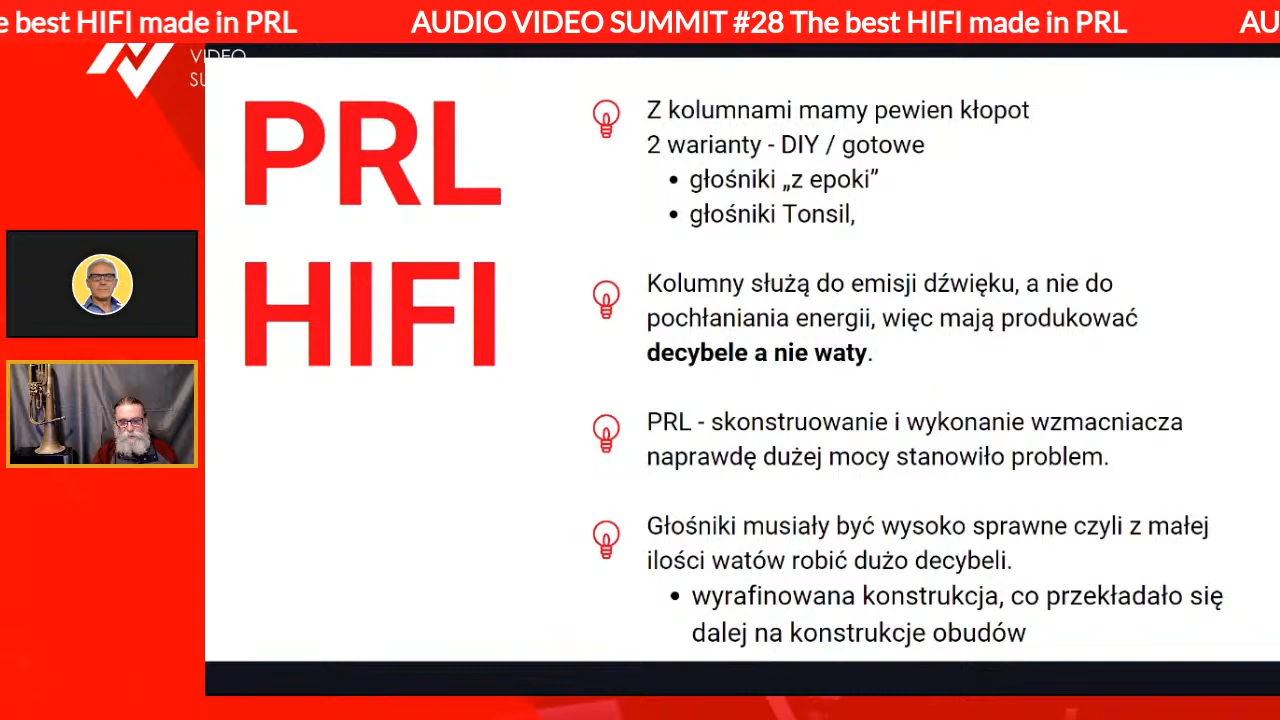 e best HIFI made in PRL AUDIO VIDEO SUMMIT #28 The best HIFI made in PRL AU
VIDEO
SU
PRL
HIFI
Z kolumnami mamy pewien kłopot
2 warianty - DIY / gotowe
• głośniki „z epoki”
• głośniki Tonsil,
Kolumny służą do emisji dźwięku, a nie do
pochłaniania energii, więc mają produkować
decybele a nie waty.
PRL - skonstruowanie i wykonanie wzmacniacza
naprawdę dużej mocy stanowiło problem.
Głośniki musiały być wysoko sprawne czyli z małej
ilości watów robić dużo decybeli.
• wyrafinowana konstrukcja, co przekładało się
dalej na konstrukcje obudów